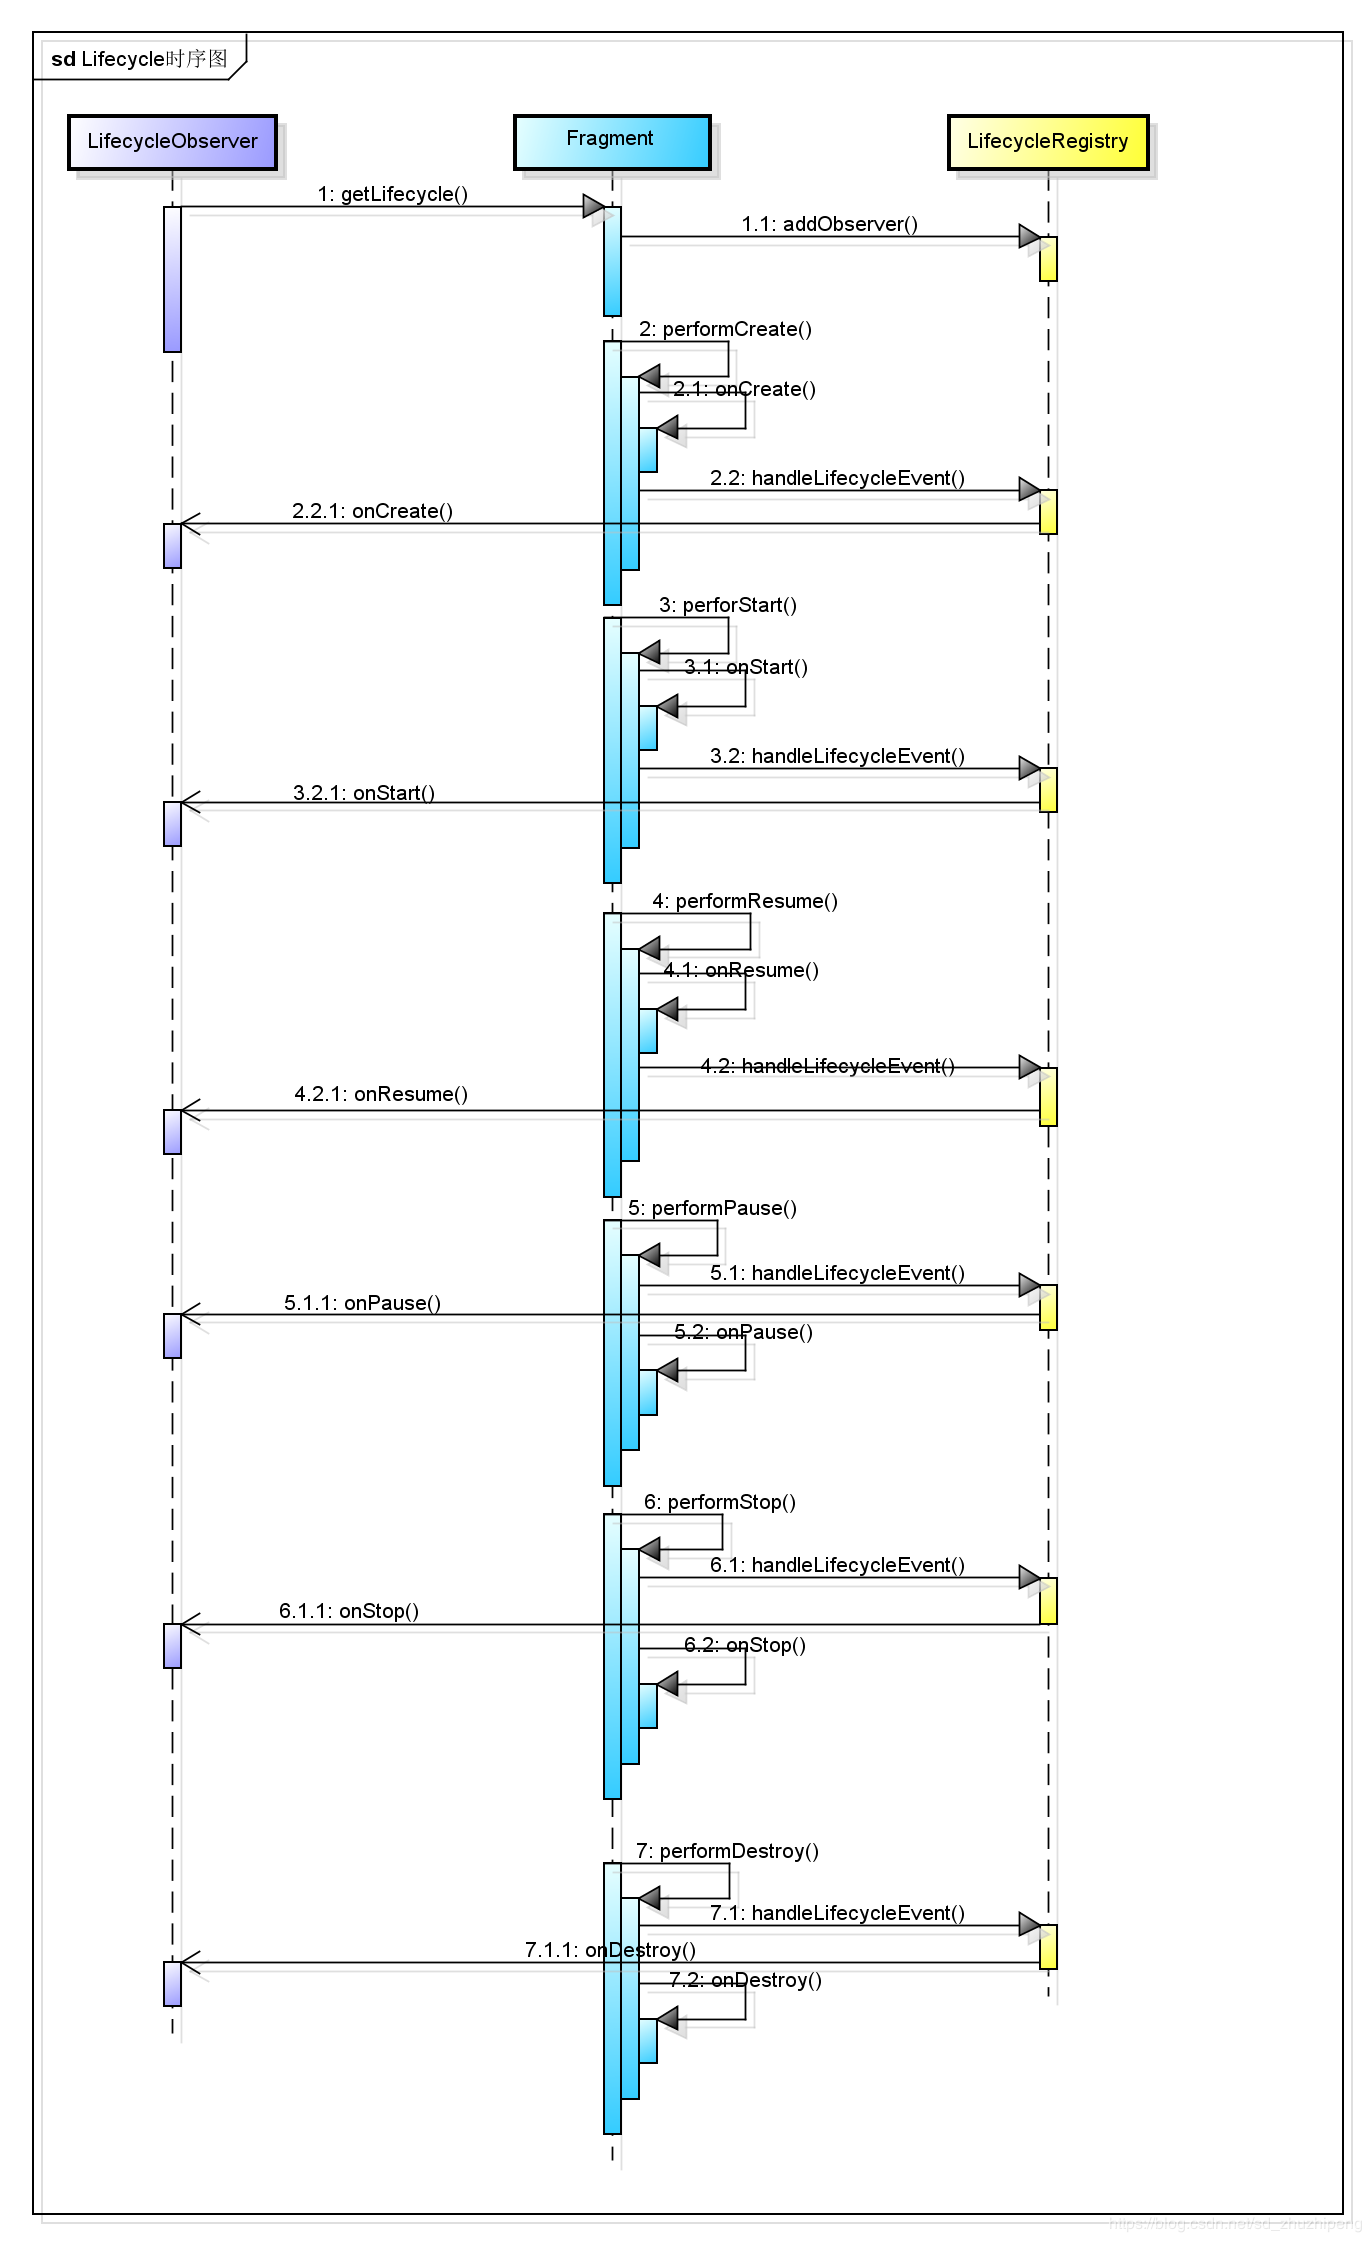 sd Lifecycle时序图
LifecycleObserver
Fragment
LifecycleRegistry
1: getLifecycle()
1.1: addObserver()
2: performCreate()
2.1: onCreate()
2.2: handleLifecycleEvent()
2.2.1: onCreate()
3: perforStart()
3.1: onStart()
3.2: handleLifecycleEvent()
3.2.1: onStart()
4: performResume()
4.1: onResume()
4.2: handleLifecycleEvent()
4.2.1: onResume()
5: performPause()
5.1: handleLifecycleEvent()
5.1.1: onPause()
5.2: onPause()
6: performStop()
6.1: handleLifecycleEvent()
6.1.1: onStop()
6.2: onStop()
7: performDestroy()
7.1: handleLifecycleEvent()
7.1.1: onDestroy()
7.2: onDestroy()
https://blog.csdn.net/sd_zhuzhipeng